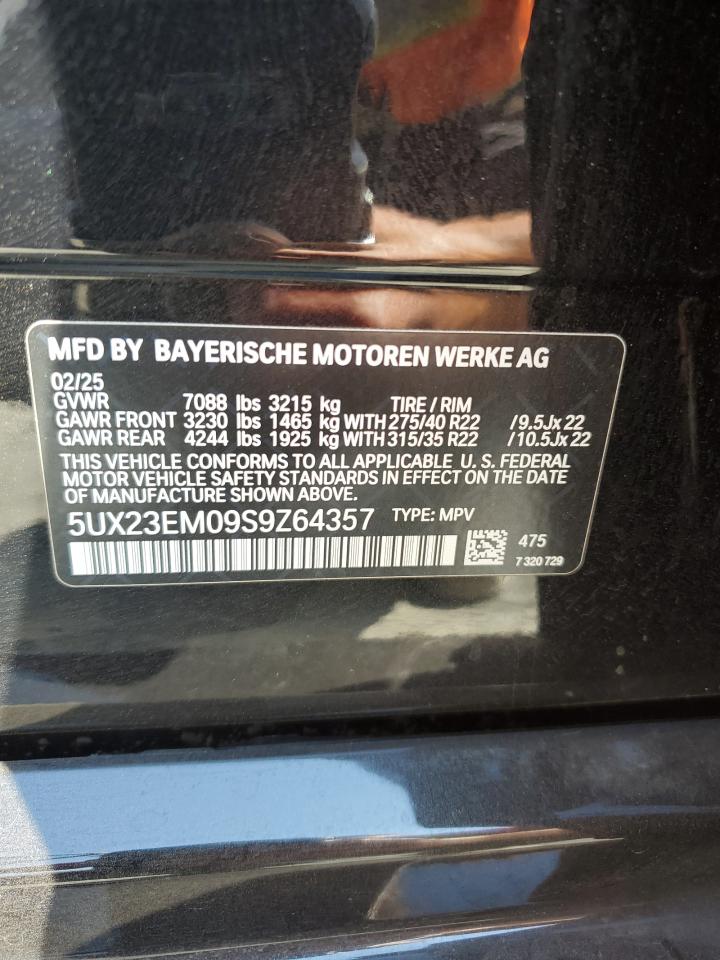 MFD BY BAYERISCHE MOTOREN WERKE AG
02/25
GVWR 7088 lbs 3215 kg TIRE / RIM
GAWR FRONT 3230 lbs 1465 kg WITH 275/40 R22 /9.5Jx22
GAWR REAR 4244 lbs 1925 kg WITH 315/35 R22 /10.5Jx22
THIS VEHICLE CONFORMS TO ALL APPLICABLE U. S. FEDERAL
MOTOR VEHICLE SAFETY STANDARDS IN EFFECT ON THE DATE
OF MANUFACTURE SHOWN ABOVE.
5UX23EM09S9Z64357 TYPE: MPV
475
7 320 729